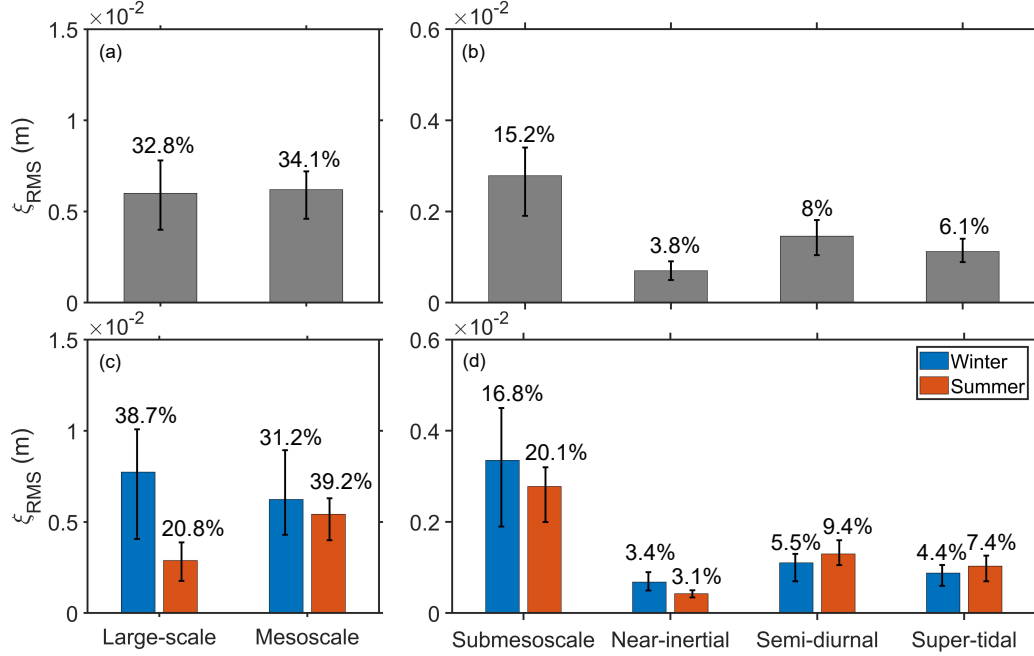 ×10⁻²
1.5
(a)
1
32.8%
34.1%
0.5
0
ξRMS (m)
×10⁻²
0.6
(b)
0.4
15.2%
3.8%
8%
6.1%
0.2
0
×10⁻²
1.5
(c)
1
38.7%
20.8%
31.2%
39.2%
0.5
0
ξRMS (m)
Large-scale
Mesoscale
×10⁻²
0.6
(d)
Winter
Summer
0.4
16.8%
20.1%
3.4%
3.1%
5.5%
9.4%
4.4%
7.4%
0.2
0
Submesoscale
Near-inertial
Semi-diurnal
Super-tidal